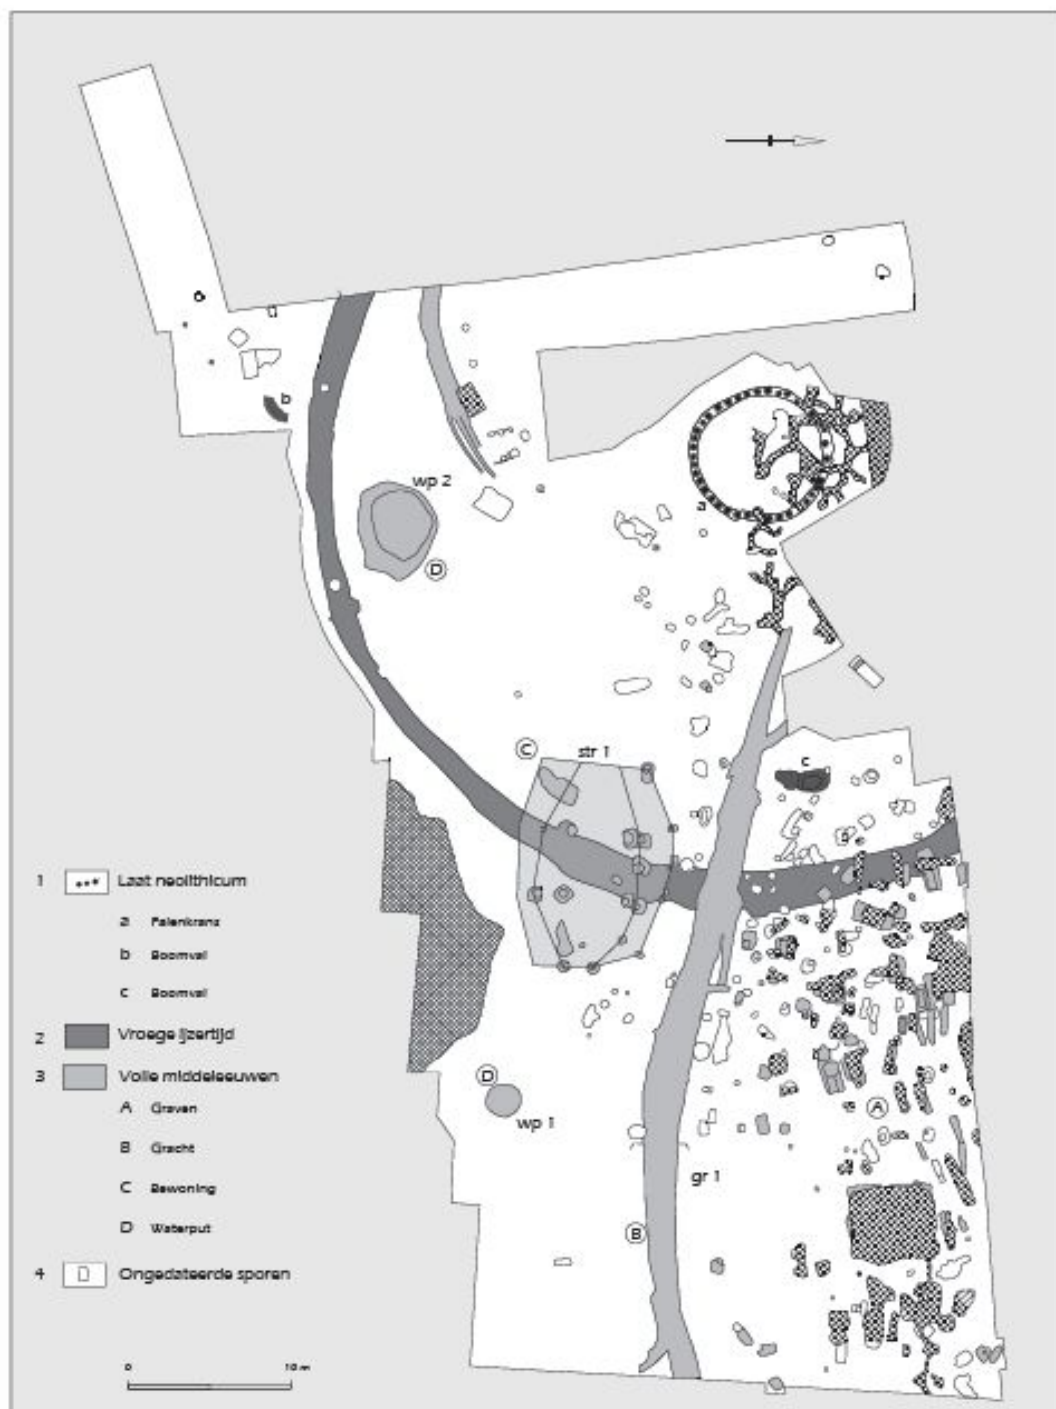 b
wp 2
a
D
C
str 1
c
1 Laat neolithicum
a Palenkrans
b Boomval
c Boomval
2 Vroege ijzertijd
3 Volle middeleeuwen
A Graven
B Gracht
C Bewoning
D Waterput
4 Ongedateerde sporen
D
wp 1
A
gr 1
B
0 10 m